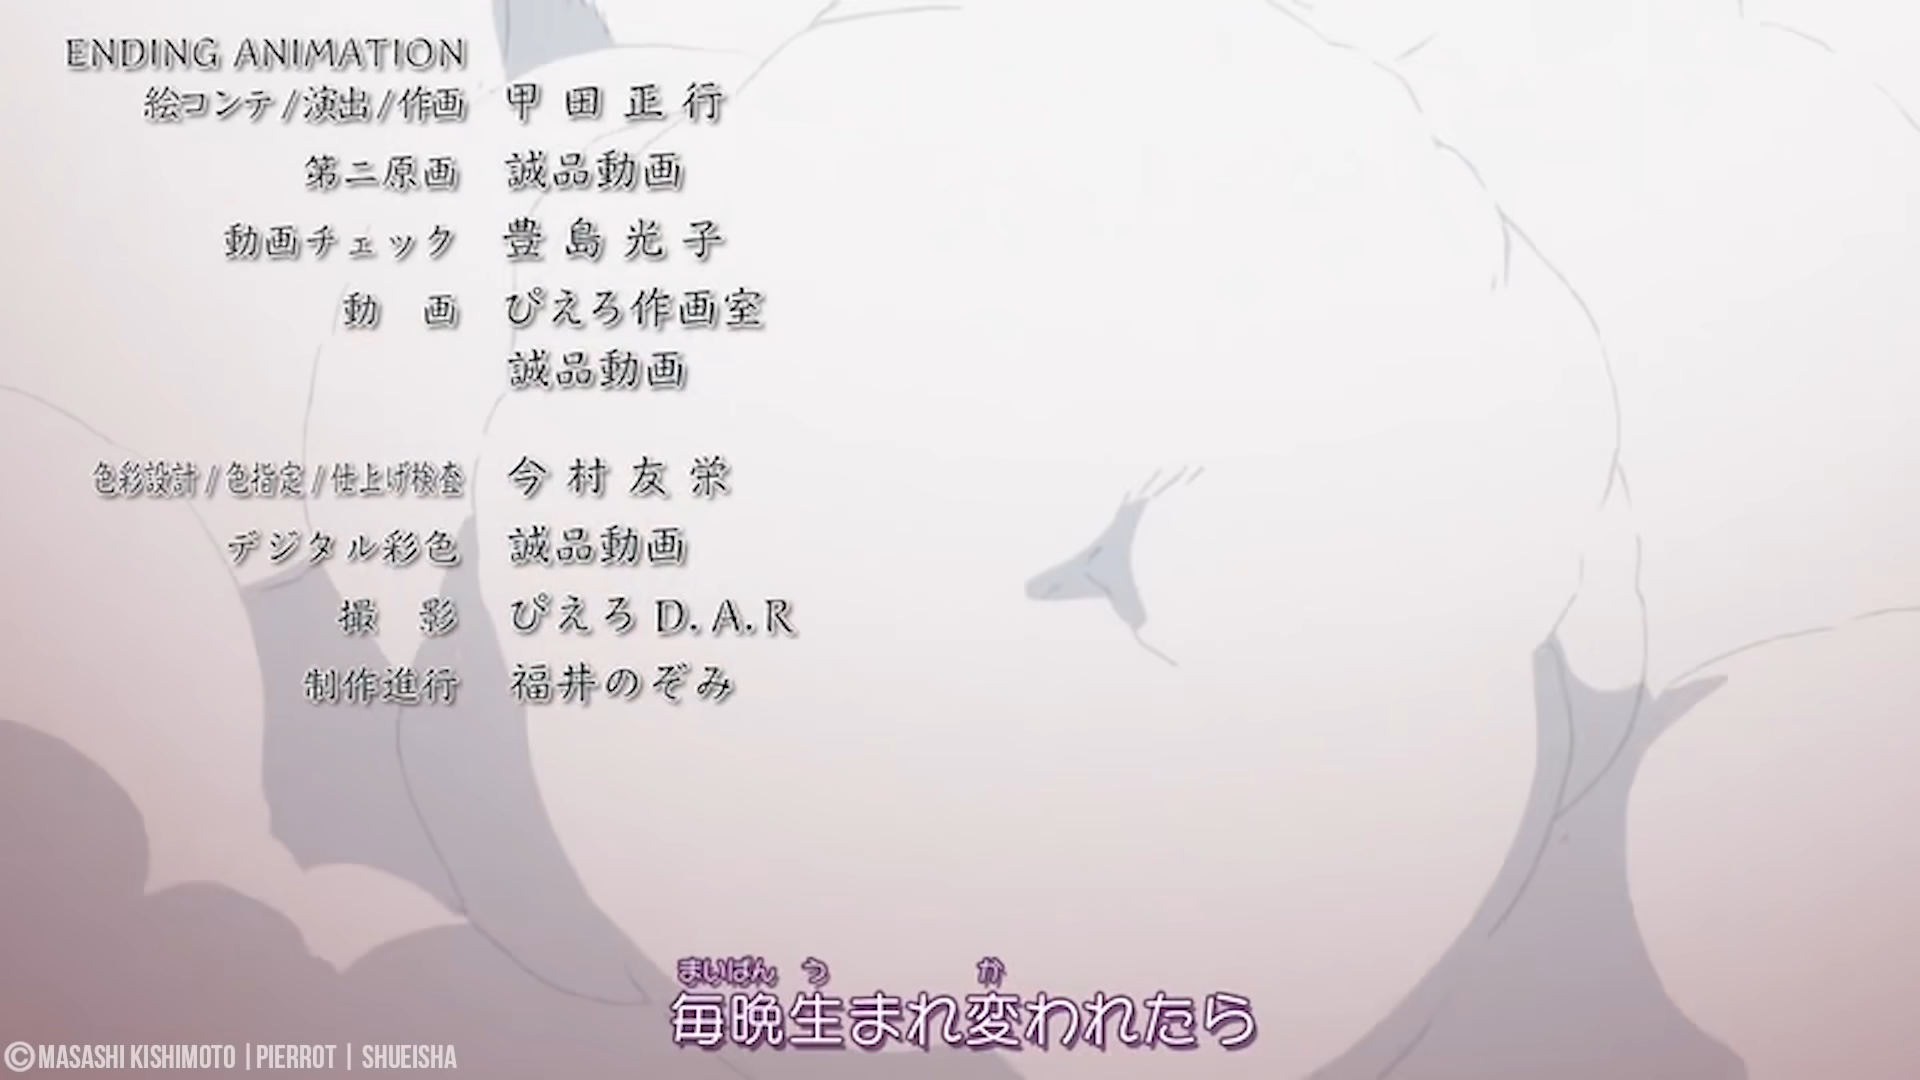 ENDING ANIMATION
絵コンテ/演出/作画 甲田正行
第二原画 誠品動画
動画チェック 豊島光子
動　画 ぴえろ作画室
誠品動画
色彩設計/色指定/仕上げ検査 今村友栄
デジタル彩色 誠品動画
撮　影 ぴえろ D.A.R
制作進行 福井のぞみ
まいばん う か
毎晩生まれ変われたら
©MASASHI KISHIMOTO | PIERROT | SHUEISHA